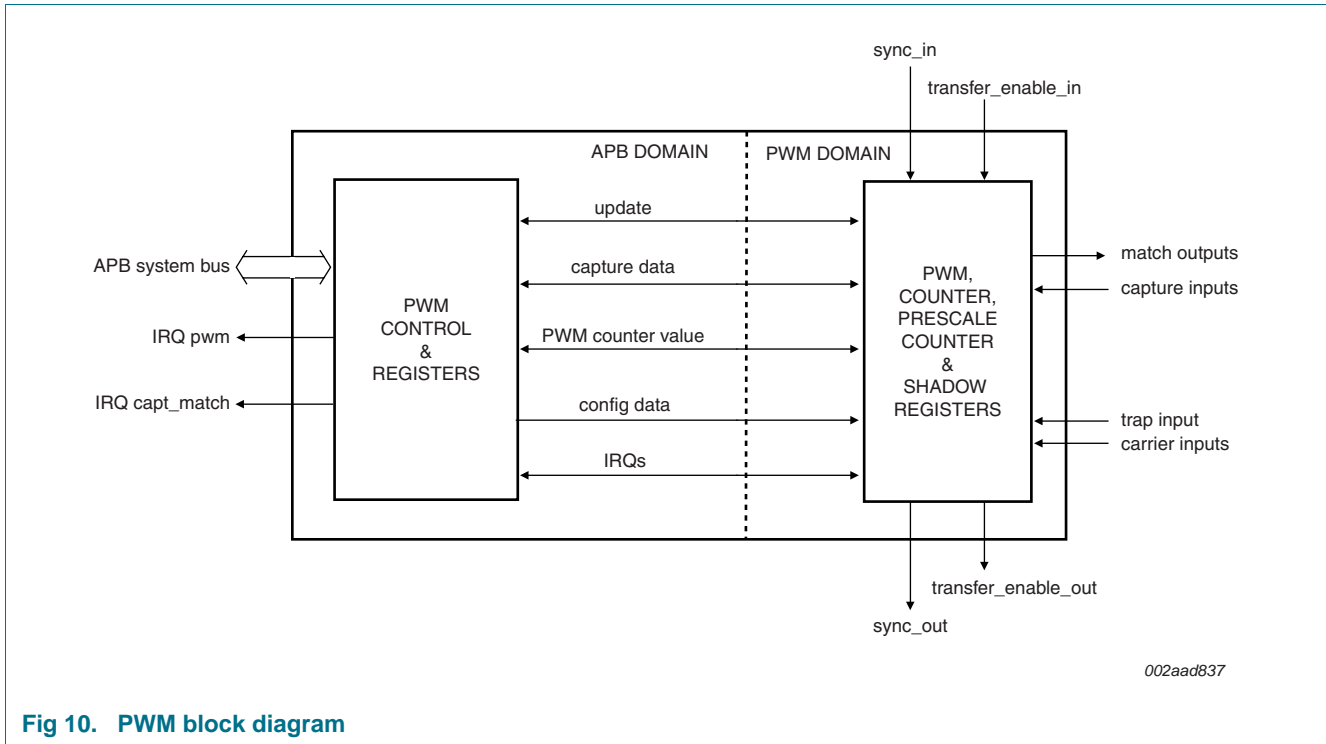 sync_in
transfer_enable_in
APB DOMAIN
PWM DOMAIN
update
capture data
PWM counter value
config data
IRQs
APB system bus
IRQ pwm
IRQ capt_match
PWM
CONTROL
&
REGISTERS
PWM,
COUNTER,
PRESCALE
COUNTER
&
SHADOW
REGISTERS
match outputs
capture inputs
trap input
carrier inputs
transfer_enable_out
sync_out
002aad837
Fig 10. PWM block diagram